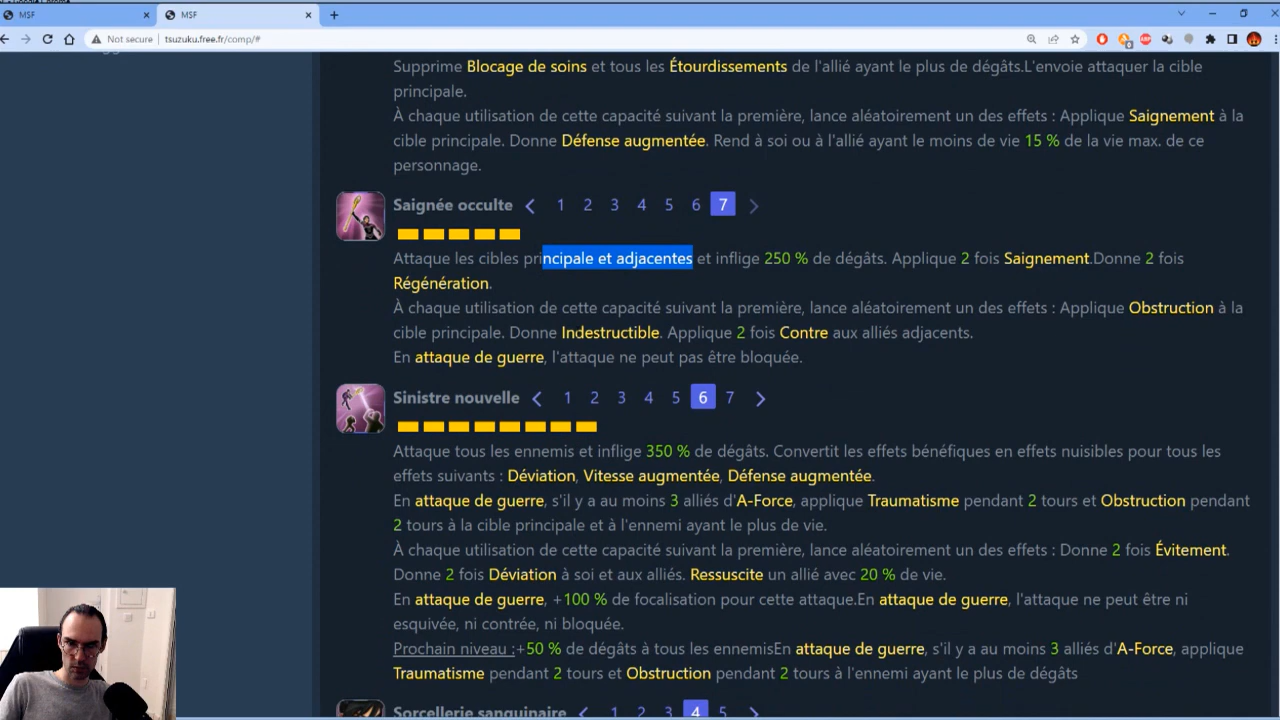 MSF
MSF
Not secure | tsuzuku.free.fr/comp/#
Supprime Blocage de soins et tous les Étourdissements de l'allié ayant le plus de dégâts.L'envoie attaquer la cible
principale.
À chaque utilisation de cette capacité suivant la première, lance aléatoirement un des effets : Applique Saignement à la
cible principale. Donne Défense augmentée. Rend à soi ou à l'allié ayant le moins de vie 15 % de la vie max. de ce
personnage.
Saignée occulte 1 2 3 4 5 6 7
Attaque les cibles principale et adjacentes et inflige 250 % de dégâts. Applique 2 fois Saignement.Donne 2 fois
Régénération.
À chaque utilisation de cette capacité suivant la première, lance aléatoirement un des effets : Applique Obstruction à la
cible principale. Donne Indestructible. Applique 2 fois Contre aux alliés adjacents.
En attaque de guerre, l'attaque ne peut pas être bloquée.
Sinistre nouvelle 1 2 3 4 5 6 7
Attaque tous les ennemis et inflige 350 % de dégâts. Convertit les effets bénéfiques en effets nuisibles pour tous les
effets suivants : Déviation, Vitesse augmentée, Défense augmentée.
En attaque de guerre, s'il y a au moins 3 alliés d'A-Force, applique Traumatisme pendant 2 tours et Obstruction pendant
2 tours à la cible principale et à l'ennemi ayant le plus de vie.
À chaque utilisation de cette capacité suivant la première, lance aléatoirement un des effets : Donne 2 fois Évitement.
Donne 2 fois Déviation à soi et aux alliés. Ressuscite un allié avec 20 % de vie.
En attaque de guerre, +100 % de focalisation pour cette attaque.En attaque de guerre, l'attaque ne peut être ni
esquivée, ni contrée, ni bloquée.
Prochain niveau :+50 % de dégâts à tous les ennemisEn attaque de guerre, s'il y a au moins 3 alliés d'A-Force, applique
Traumatisme pendant 2 tours et Obstruction pendant 2 tours à l'ennemi ayant le plus de dégâts
Sorcellerie sanguinaire 1 2 3 4 5